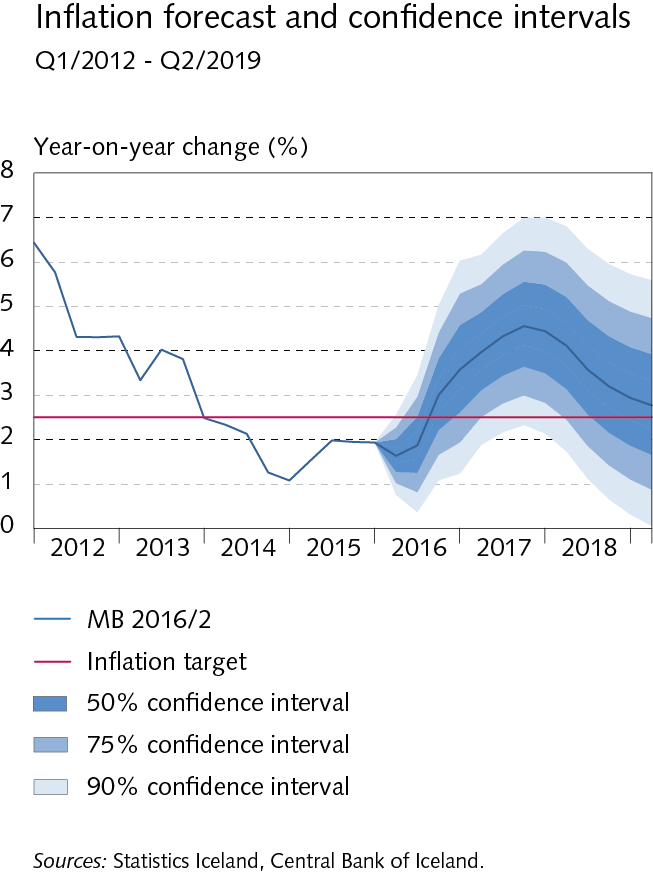 Inflation forecast and confidence intervals
Q1/2012 - Q2/2019
Year-on-year change (%)
8
7
6
5
4
3
2
1
0
2012 2013 2014 2015 2016 2017 2018
MB 2016/2
Inflation target
50% confidence interval
75% confidence interval
90% confidence interval
Sources: Statistics Iceland, Central Bank of Iceland.